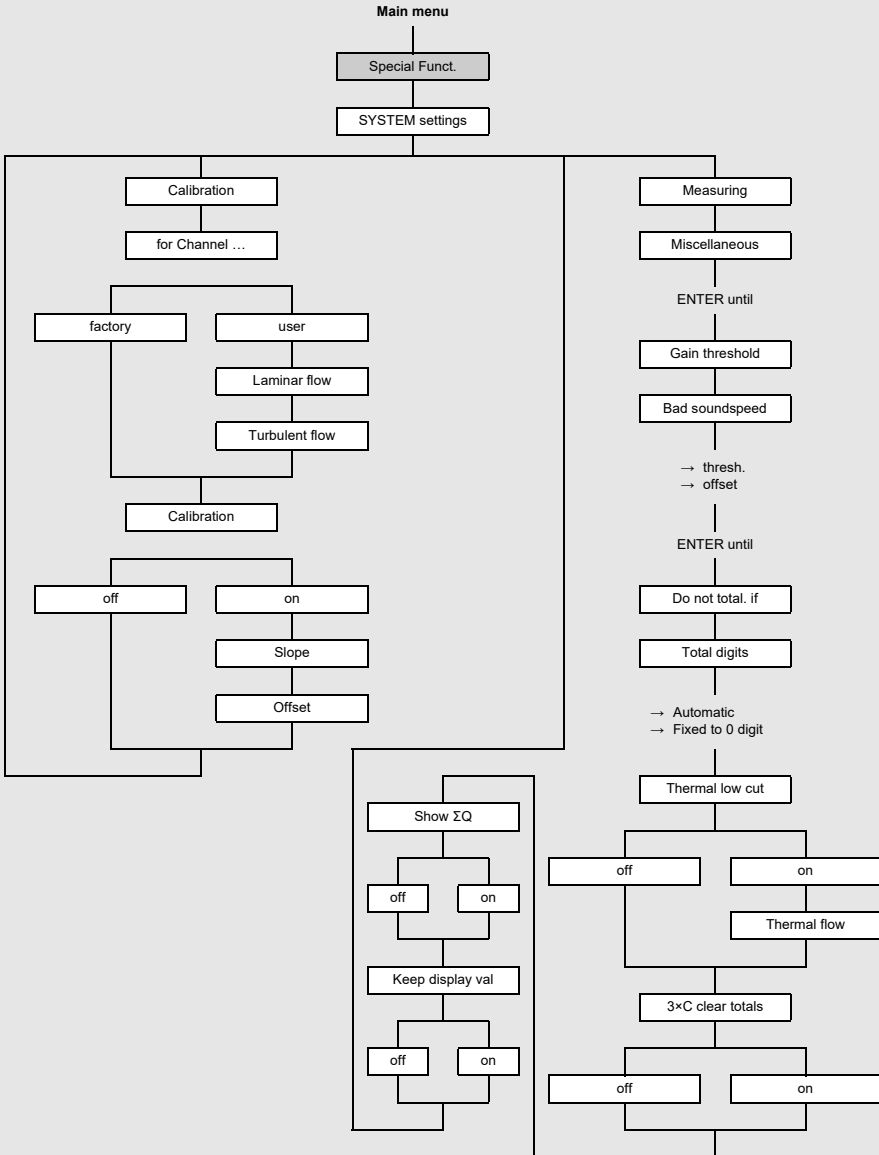 Main menu
Special Funct.
SYSTEM settings
Calibration
for Channel …
factory
user
Laminar flow
Turbulent flow
Calibration
off
on
Slope
Offset
Measuring
Miscellaneous
ENTER until
Gain threshold
Bad soundspeed
→ thresh.
→ offset
ENTER until
Do not total. if
Total digits
→ Automatic
→ Fixed to 0 digit
Thermal low cut
off
on
Thermal flow
3×C clear totals
off
on
Show ΣQ
off
on
Keep display val
off
on